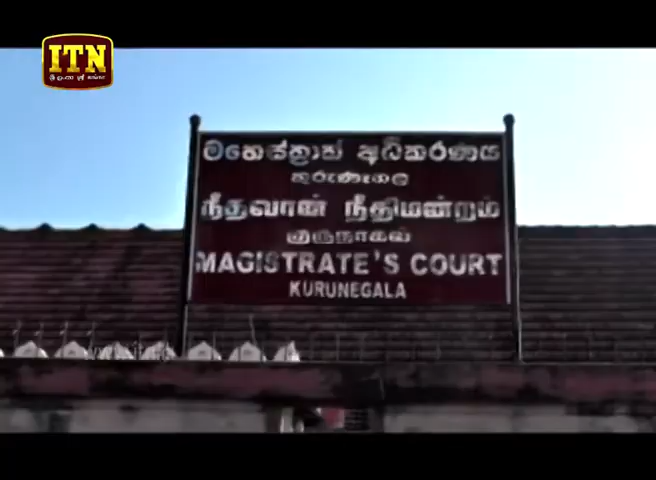 ITN
මහෙස්ත්‍රාත් අධිකරණය
කුරුණෑගල
நீதவான் நீதிமன்றம்
குருநாகல்
MAGISTRATE'S COURT
KURUNEGALA